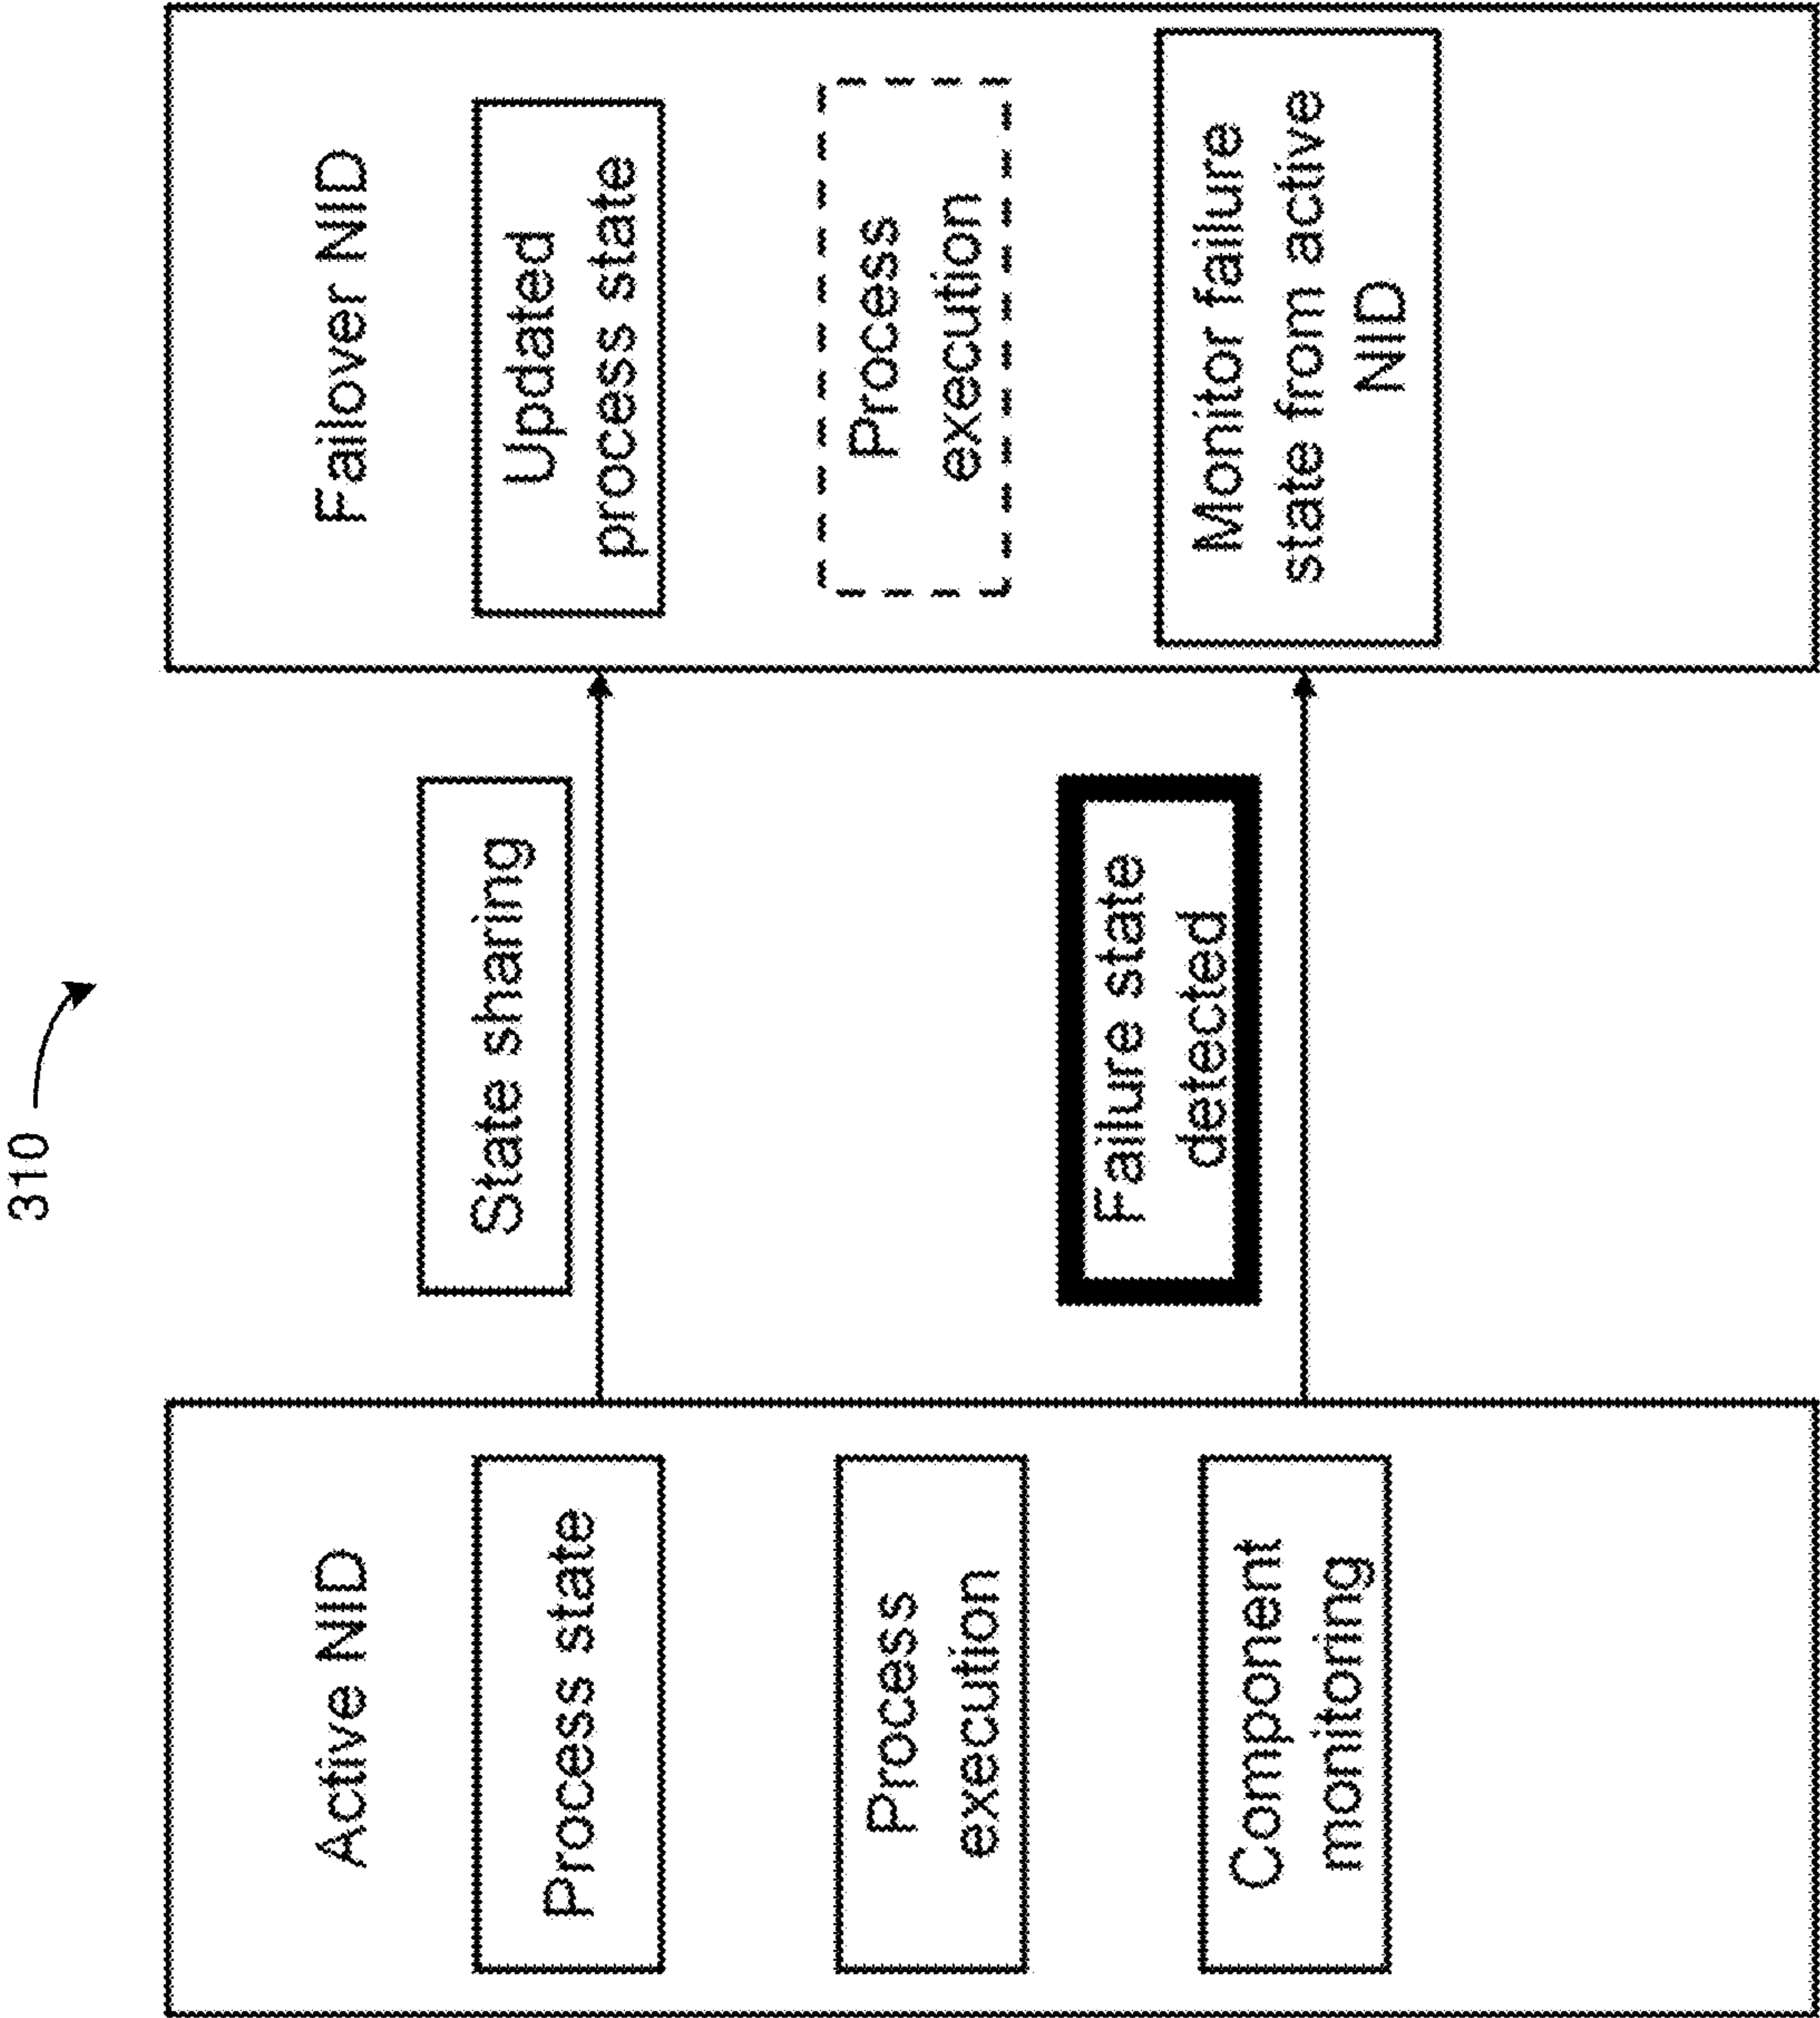 310
Active NID
Process state
Process
execution
Component
monitoring
State sharing
Failure state
detected
Failover NID
Updated
process state
Process
execution
Monitor failure
state from active
NID